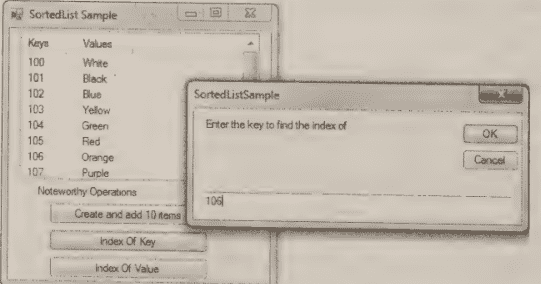 SortedList Sample
Keys Values
100 White
101 Black
102 Blue
103 Yellow
104 Green
105 Red
106 Orange
107 Purple
Noteworthy Operations
Create and add 10 items
Index Of Key
Index Of Value
SortedListSample
Enter the key to find the index of
OK
Cancel
106